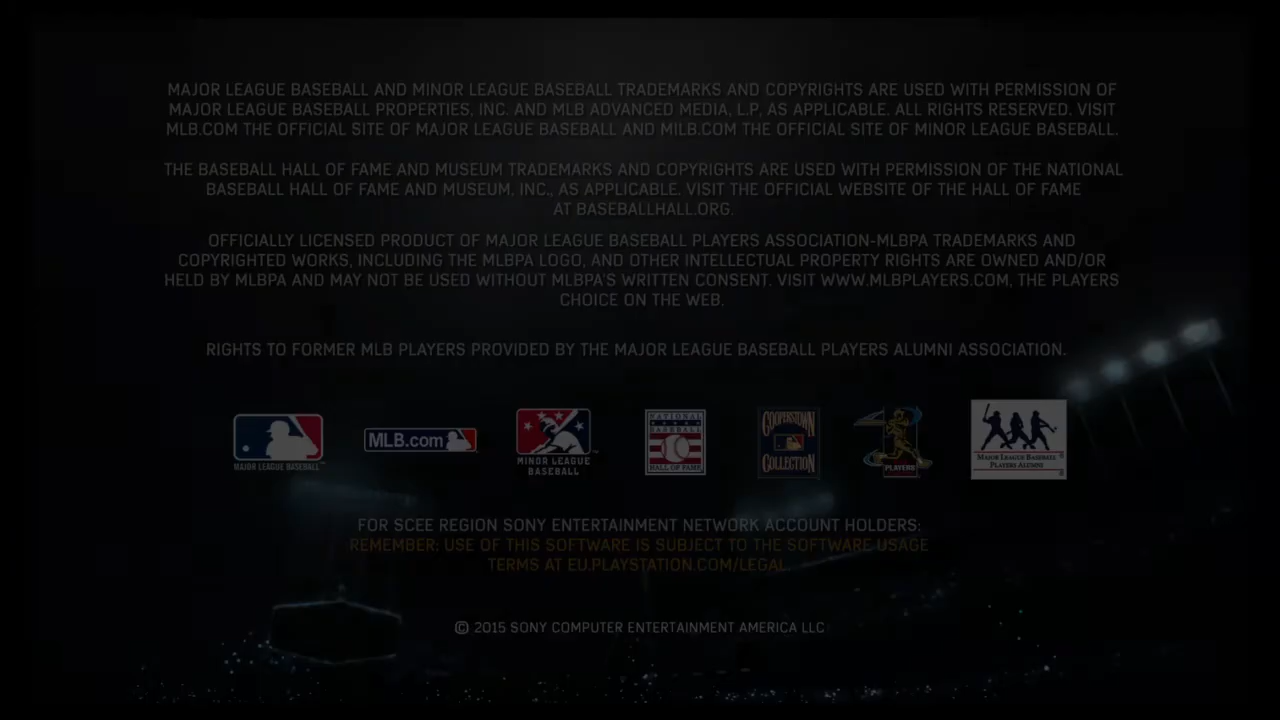 MAJOR LEAGUE BASEBALL AND MINOR LEAGUE BASEBALL TRADEMARKS AND COPYRIGHTS ARE USED WITH PERMISSION OF
MAJOR LEAGUE BASEBALL PROPERTIES, INC. AND MLB ADVANCED MEDIA, L.P, AS APPLICABLE. ALL RIGHTS RESERVED. VISIT
MLB.COM THE OFFICIAL SITE OF MAJOR LEAGUE BASEBALL AND MILB.COM THE OFFICIAL SITE OF MINOR LEAGUE BASEBALL.
THE BASEBALL HALL OF FAME AND MUSEUM TRADEMARKS AND COPYRIGHTS ARE USED WITH PERMISSION OF THE NATIONAL
BASEBALL HALL OF FAME AND MUSEUM, INC., AS APPLICABLE. VISIT THE OFFICIAL WEBSITE OF THE HALL OF FAME
AT BASEBALLHALL.ORG.
OFFICIALLY LICENSED PRODUCT OF MAJOR LEAGUE BASEBALL PLAYERS ASSOCIATION-MLBPA TRADEMARKS AND
COPYRIGHTED WORKS, INCLUDING THE MLBPA LOGO, AND OTHER INTELLECTUAL PROPERTY RIGHTS ARE OWNED AND/OR
HELD BY MLBPA AND MAY NOT BE USED WITHOUT MLBPA'S WRITTEN CONSENT. VISIT WWW.MLBPLAYERS.COM, THE PLAYERS
CHOICE ON THE WEB.
RIGHTS TO FORMER MLB PLAYERS PROVIDED BY THE MAJOR LEAGUE BASEBALL PLAYERS ALUMNI ASSOCIATION.
MAJOR LEAGUE BASEBALL™
MLB.com
MINOR LEAGUE™
BASEBALL
NATIONAL
BASEBALL
HALL OF FAME
COOPERSTOWN
COLLECTION
PLAYERS
MAJOR LEAGUE BASEBALL®
PLAYERS ALUMNI
®
FOR SCEE REGION SONY ENTERTAINMENT NETWORK ACCOUNT HOLDERS:
REMEMBER: USE OF THIS SOFTWARE IS SUBJECT TO THE SOFTWARE USAGE
TERMS AT EU.PLAYSTATION.COM/LEGAL.
© 2015 SONY COMPUTER ENTERTAINMENT AMERICA LLC